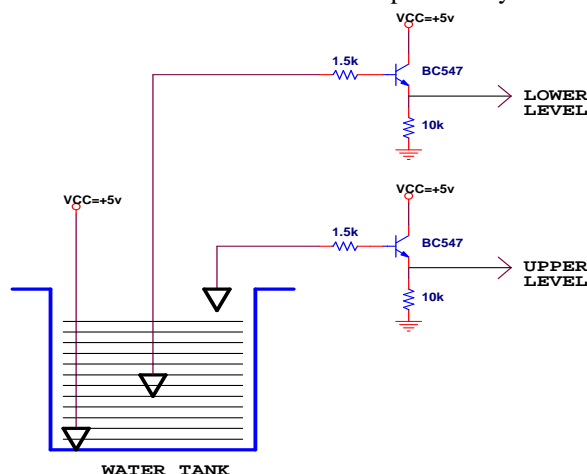 VCC=+5v
1.5k
BC547
LOWER
LEVEL
10k
VCC=+5v
VCC=+5v
1.5k
BC547
UPPER
LEVEL
10k
WATER TANK